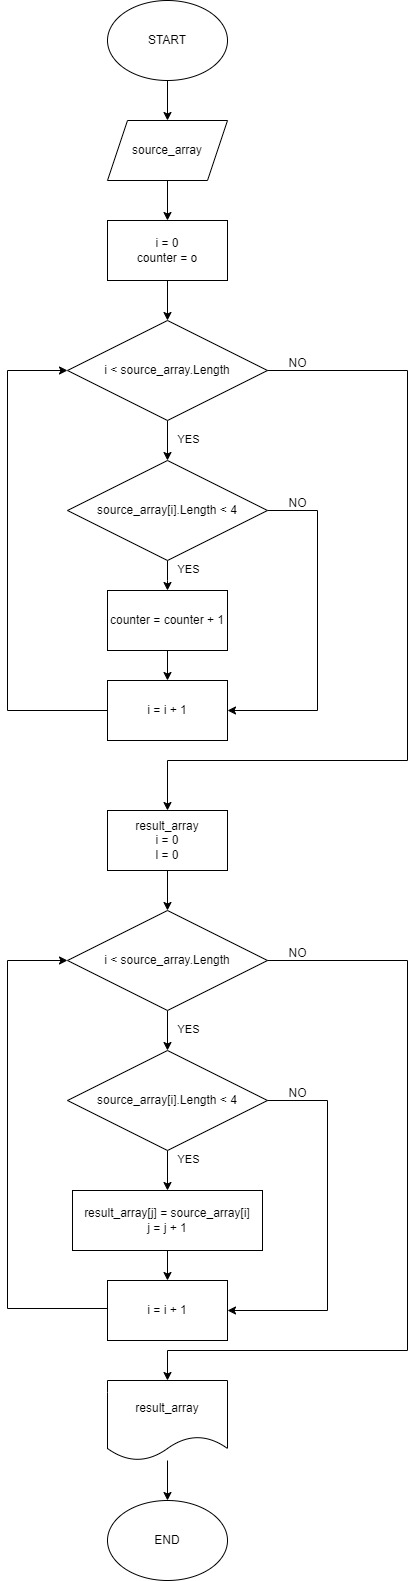 START
source_array
i = 0
counter = o
i < source_array.Length
NO
YES
source_array[i].Length < 4
NO
YES
counter = counter + 1
i = i + 1
result_array
i = 0
l = 0
i < source_array.Length
NO
YES
source_array[i].Length < 4
NO
YES
result_array[j] = source_array[i]
j = j + 1
i = i + 1
result_array
END